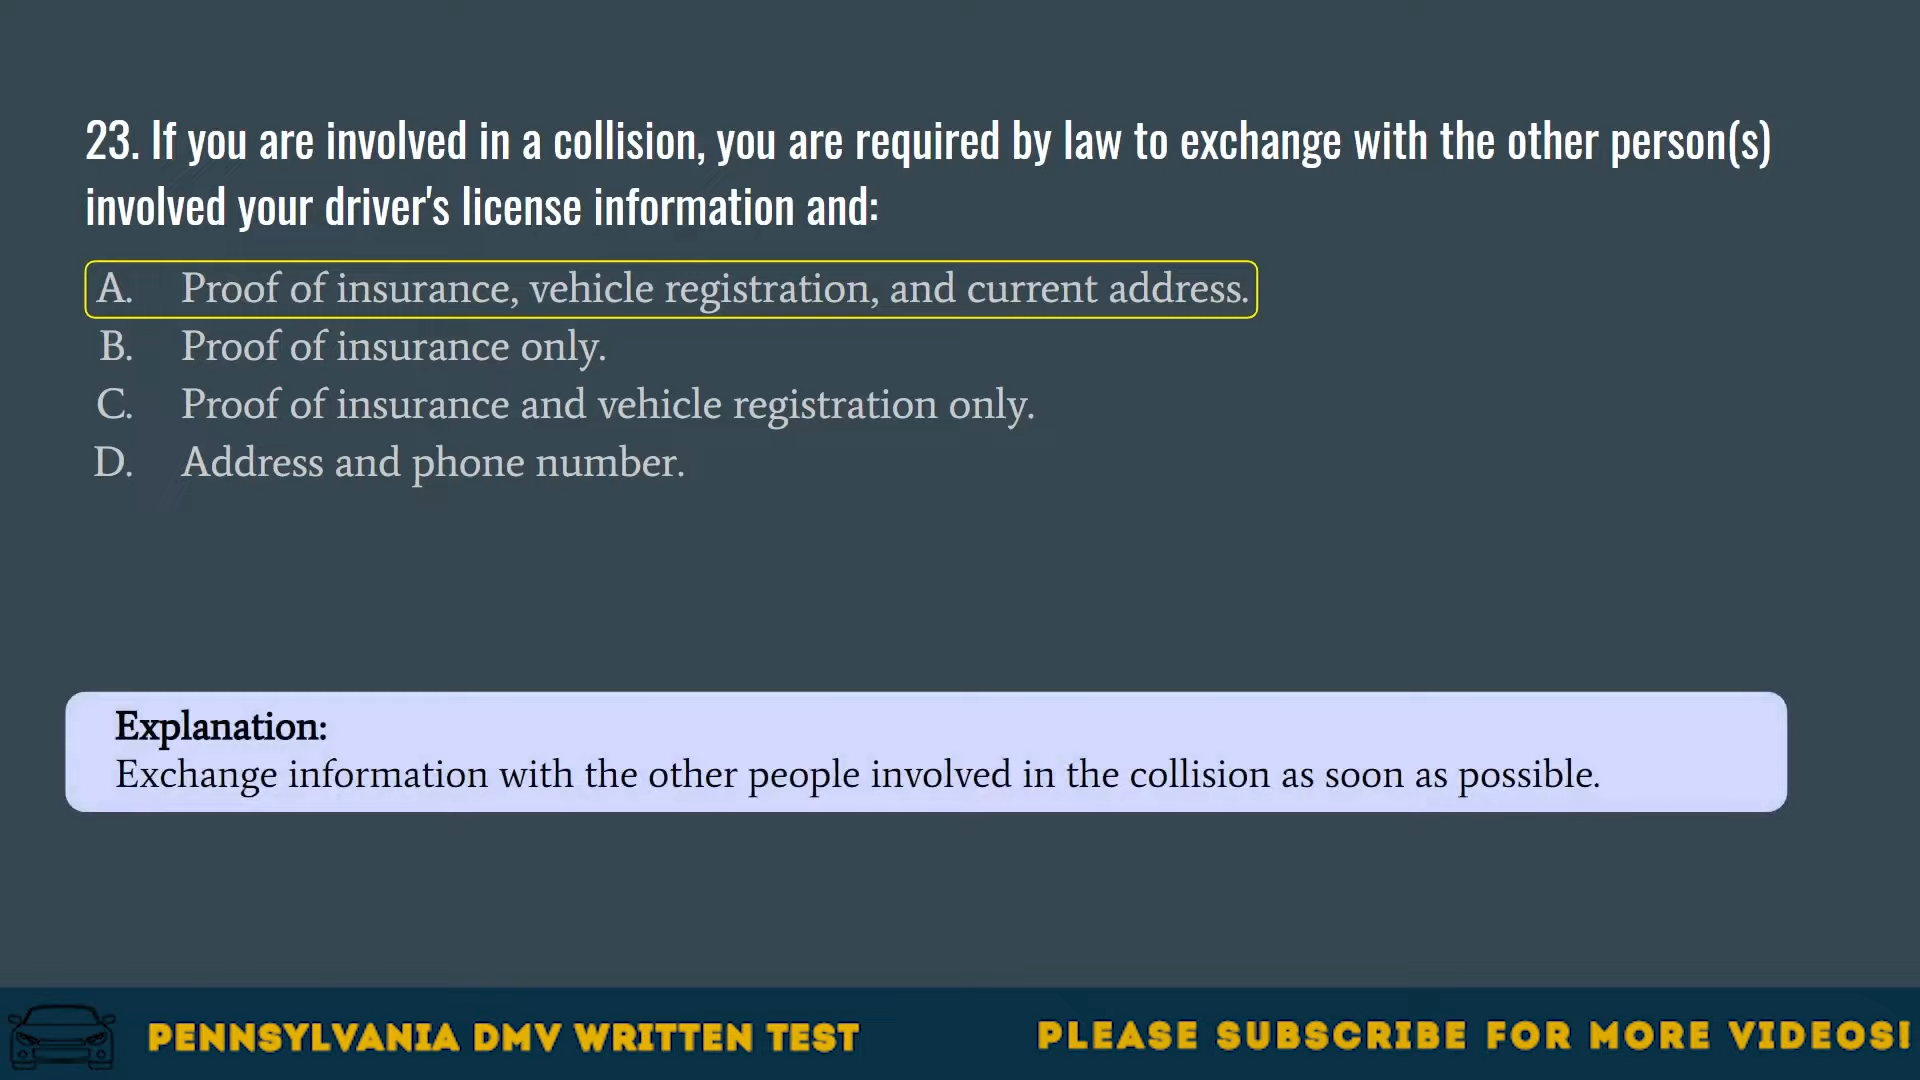 23. If you are involved in a collision, you are required by law to exchange with the other person(s)
involved your driver's license information and:
A. Proof of insurance, vehicle registration, and current address.
B. Proof of insurance only.
C. Proof of insurance and vehicle registration only.
D. Address and phone number.
Explanation:
Exchange information with the other people involved in the collision as soon as possible.
PENNSYLVANIA DMV WRITTEN TEST
PLEASE SUBSCRIBE FOR MORE VIDEOS!